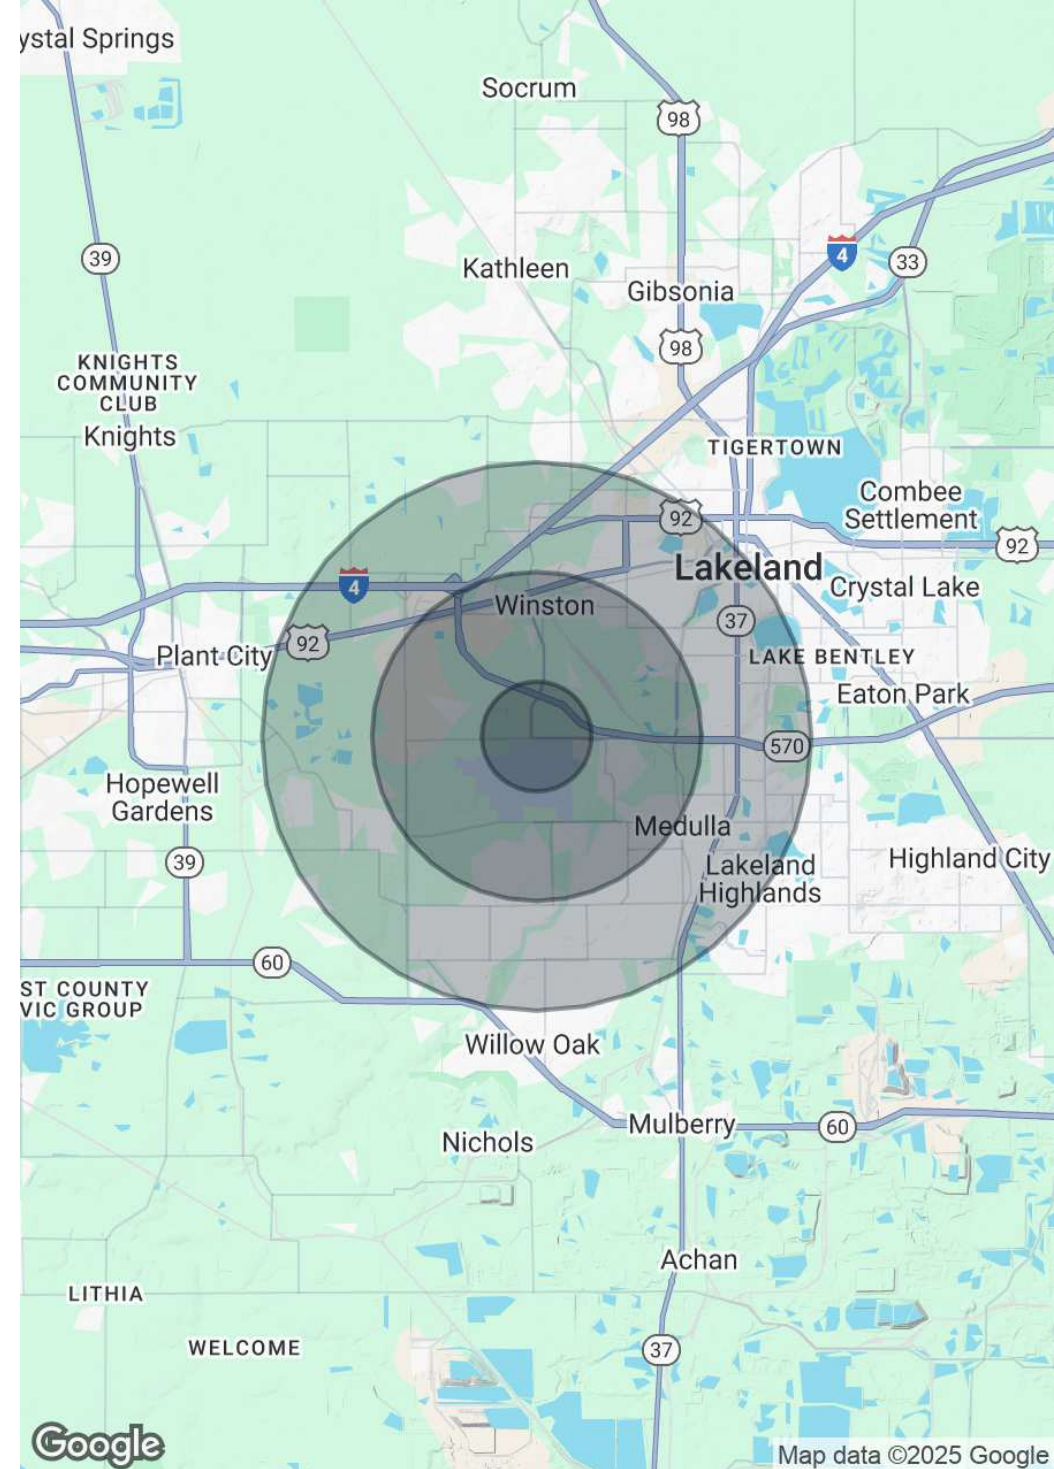 ystal Springs
Socrum
98
39
4
33
Kathleen
Gibsonia
98
KNIGHTS
COMMUNITY
CLUB
Knights
TIGERTOWN
Combee
Settlement
92
92
Lakeland
4
Crystal Lake
Winston
37
92
Plant City
LAKE BENTLEY
Eaton Park
570
Hopewell
Gardens
Medulla
39
Lakeland
Highlands
Highland City
60
ST COUNTY
VIC GROUP
Willow Oak
Mulberry
60
Nichols
Achan
LITHIA
WELCOME
37
Google
Map data ©2025 Google